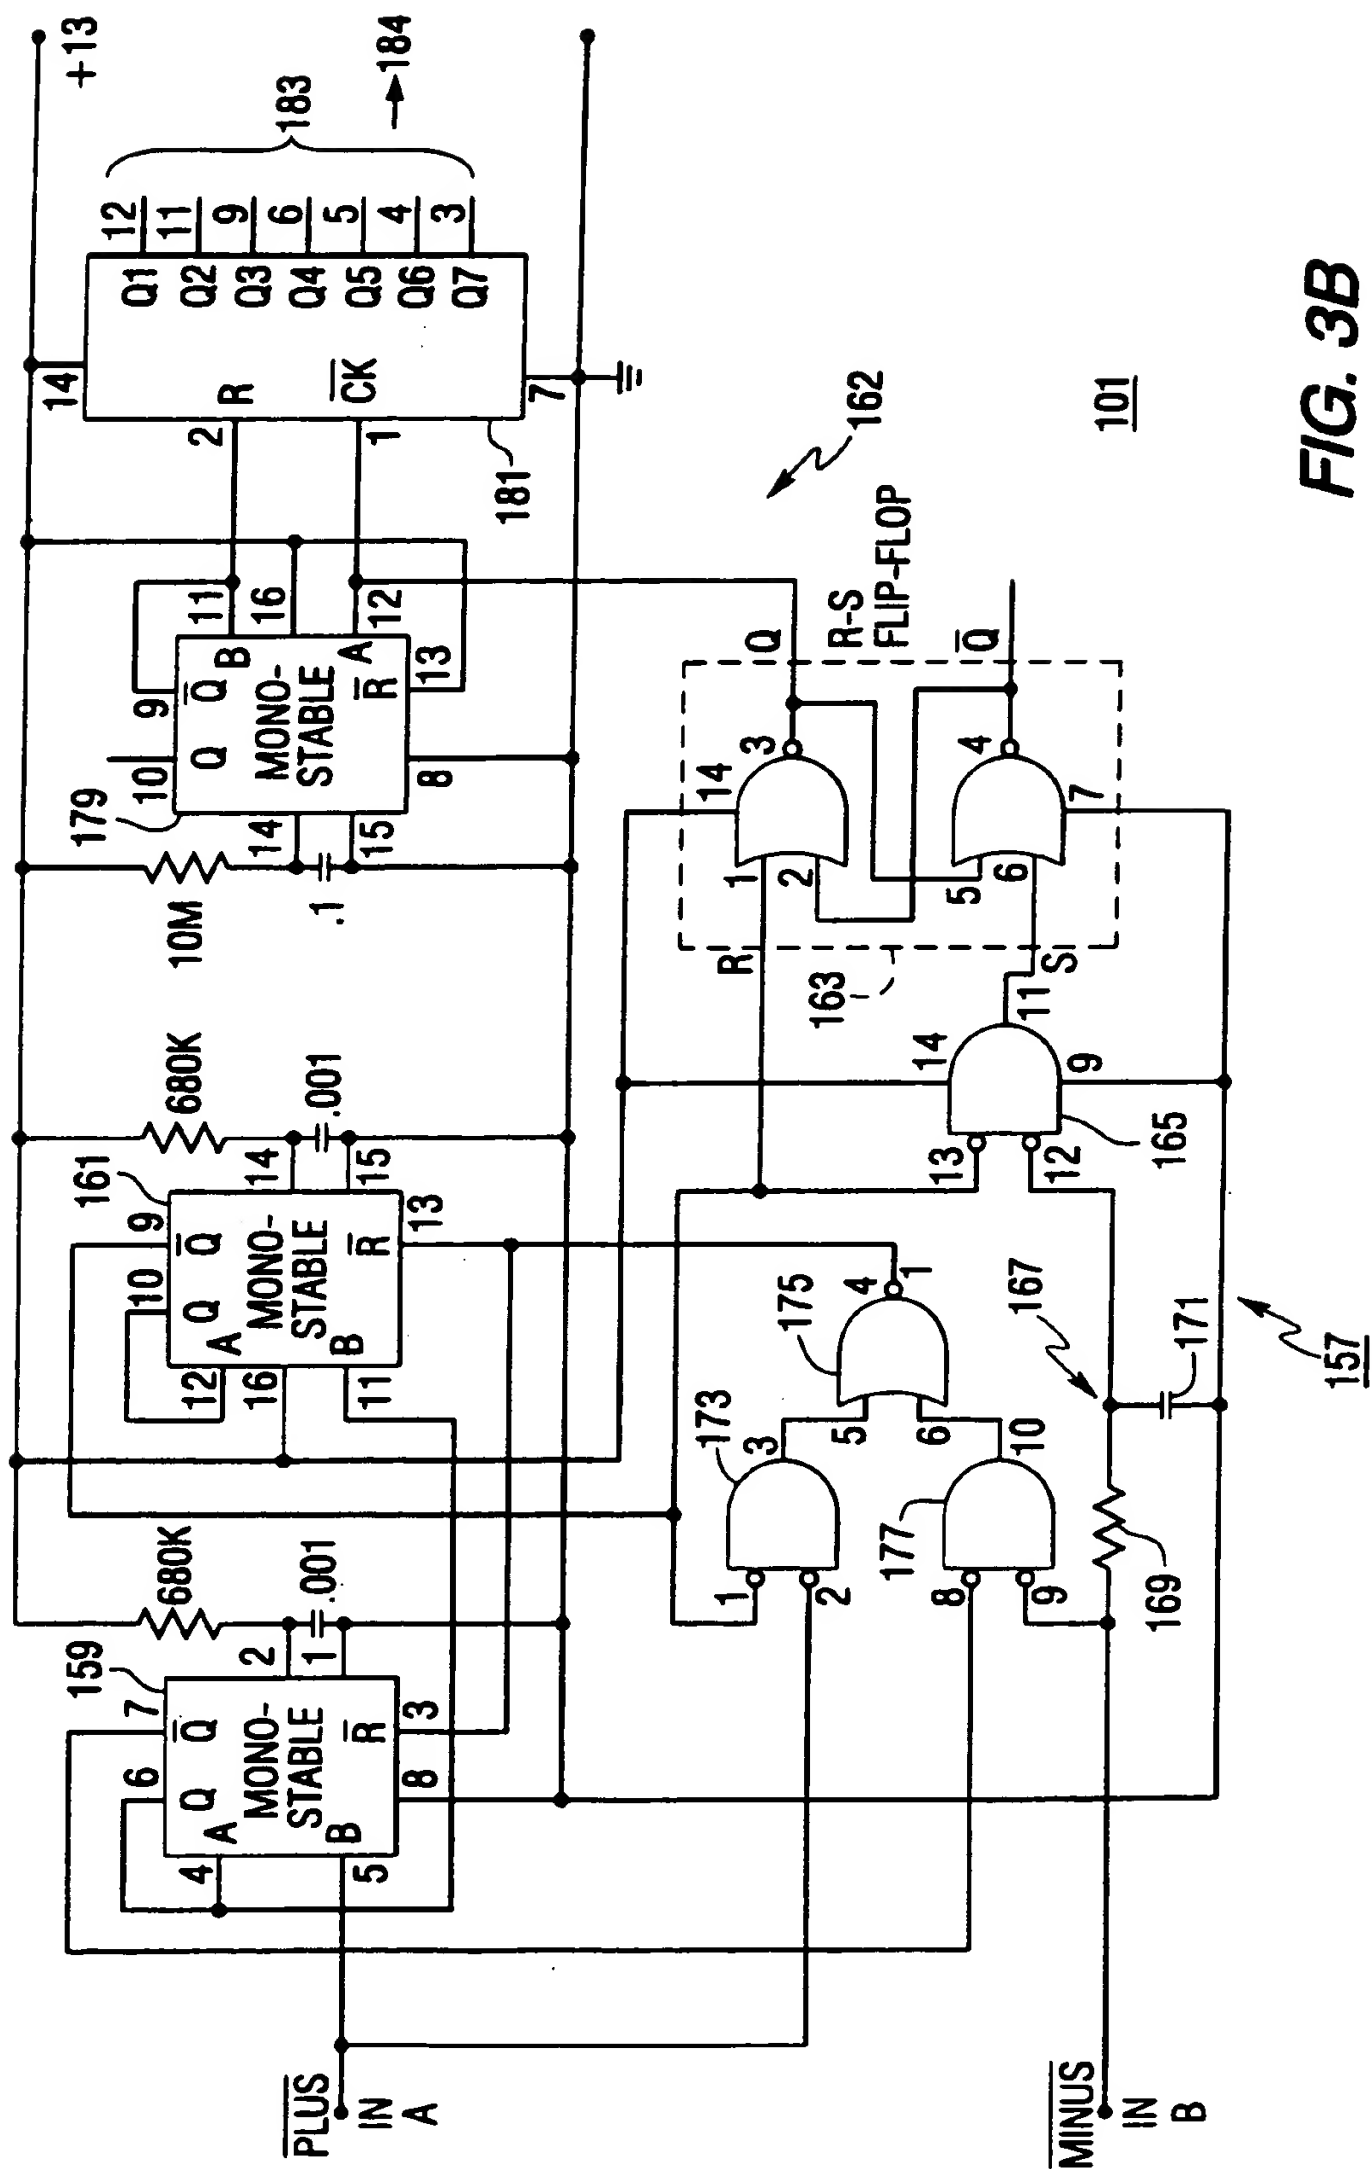 +13
159
7
6
Q̅
Q
A
MONO-
STABLE
B
R̅
4
5
3
8
2
1
680K
.001
161
9
10
Q̅
Q
A
MONO-
STABLE
B
R̅
12
16
11
13
14
15
680K
.001
10M
.1
179
10
9
Q
Q̅
MONO-
STABLE
B
A
R̅
14
15
8
11
16
12
13
14
2
R
1
C̅K̅
7
181
Q1 12
Q2 11
Q3 9
Q4 6
Q5 5
Q6 4
Q7 3
183
184
P̅L̅U̅S̅
IN
A
M̅I̅N̅U̅S̅
IN
B
173
1
2
3
177
8
9
10
175
5
6
4
1
169
167
171
157
165
13
12
14
9
11
R
S
163
1
2
14
3
5
6
4
7
Q
R-S
FLIP-FLOP
Q̅
162
101
FIG. 3B